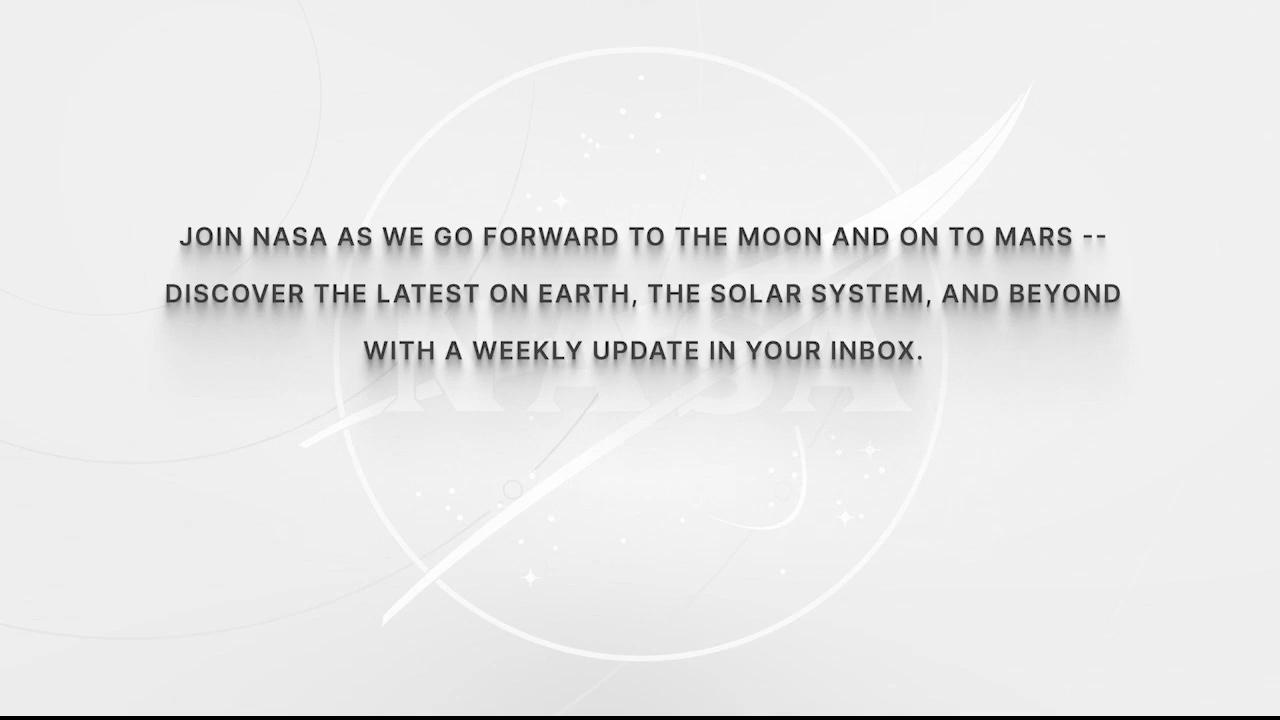 JOIN NASA AS WE GO FORWARD TO THE MOON AND ON TO MARS --
DISCOVER THE LATEST ON EARTH, THE SOLAR SYSTEM, AND BEYOND
WITH A WEEKLY UPDATE IN YOUR INBOX.
NASA